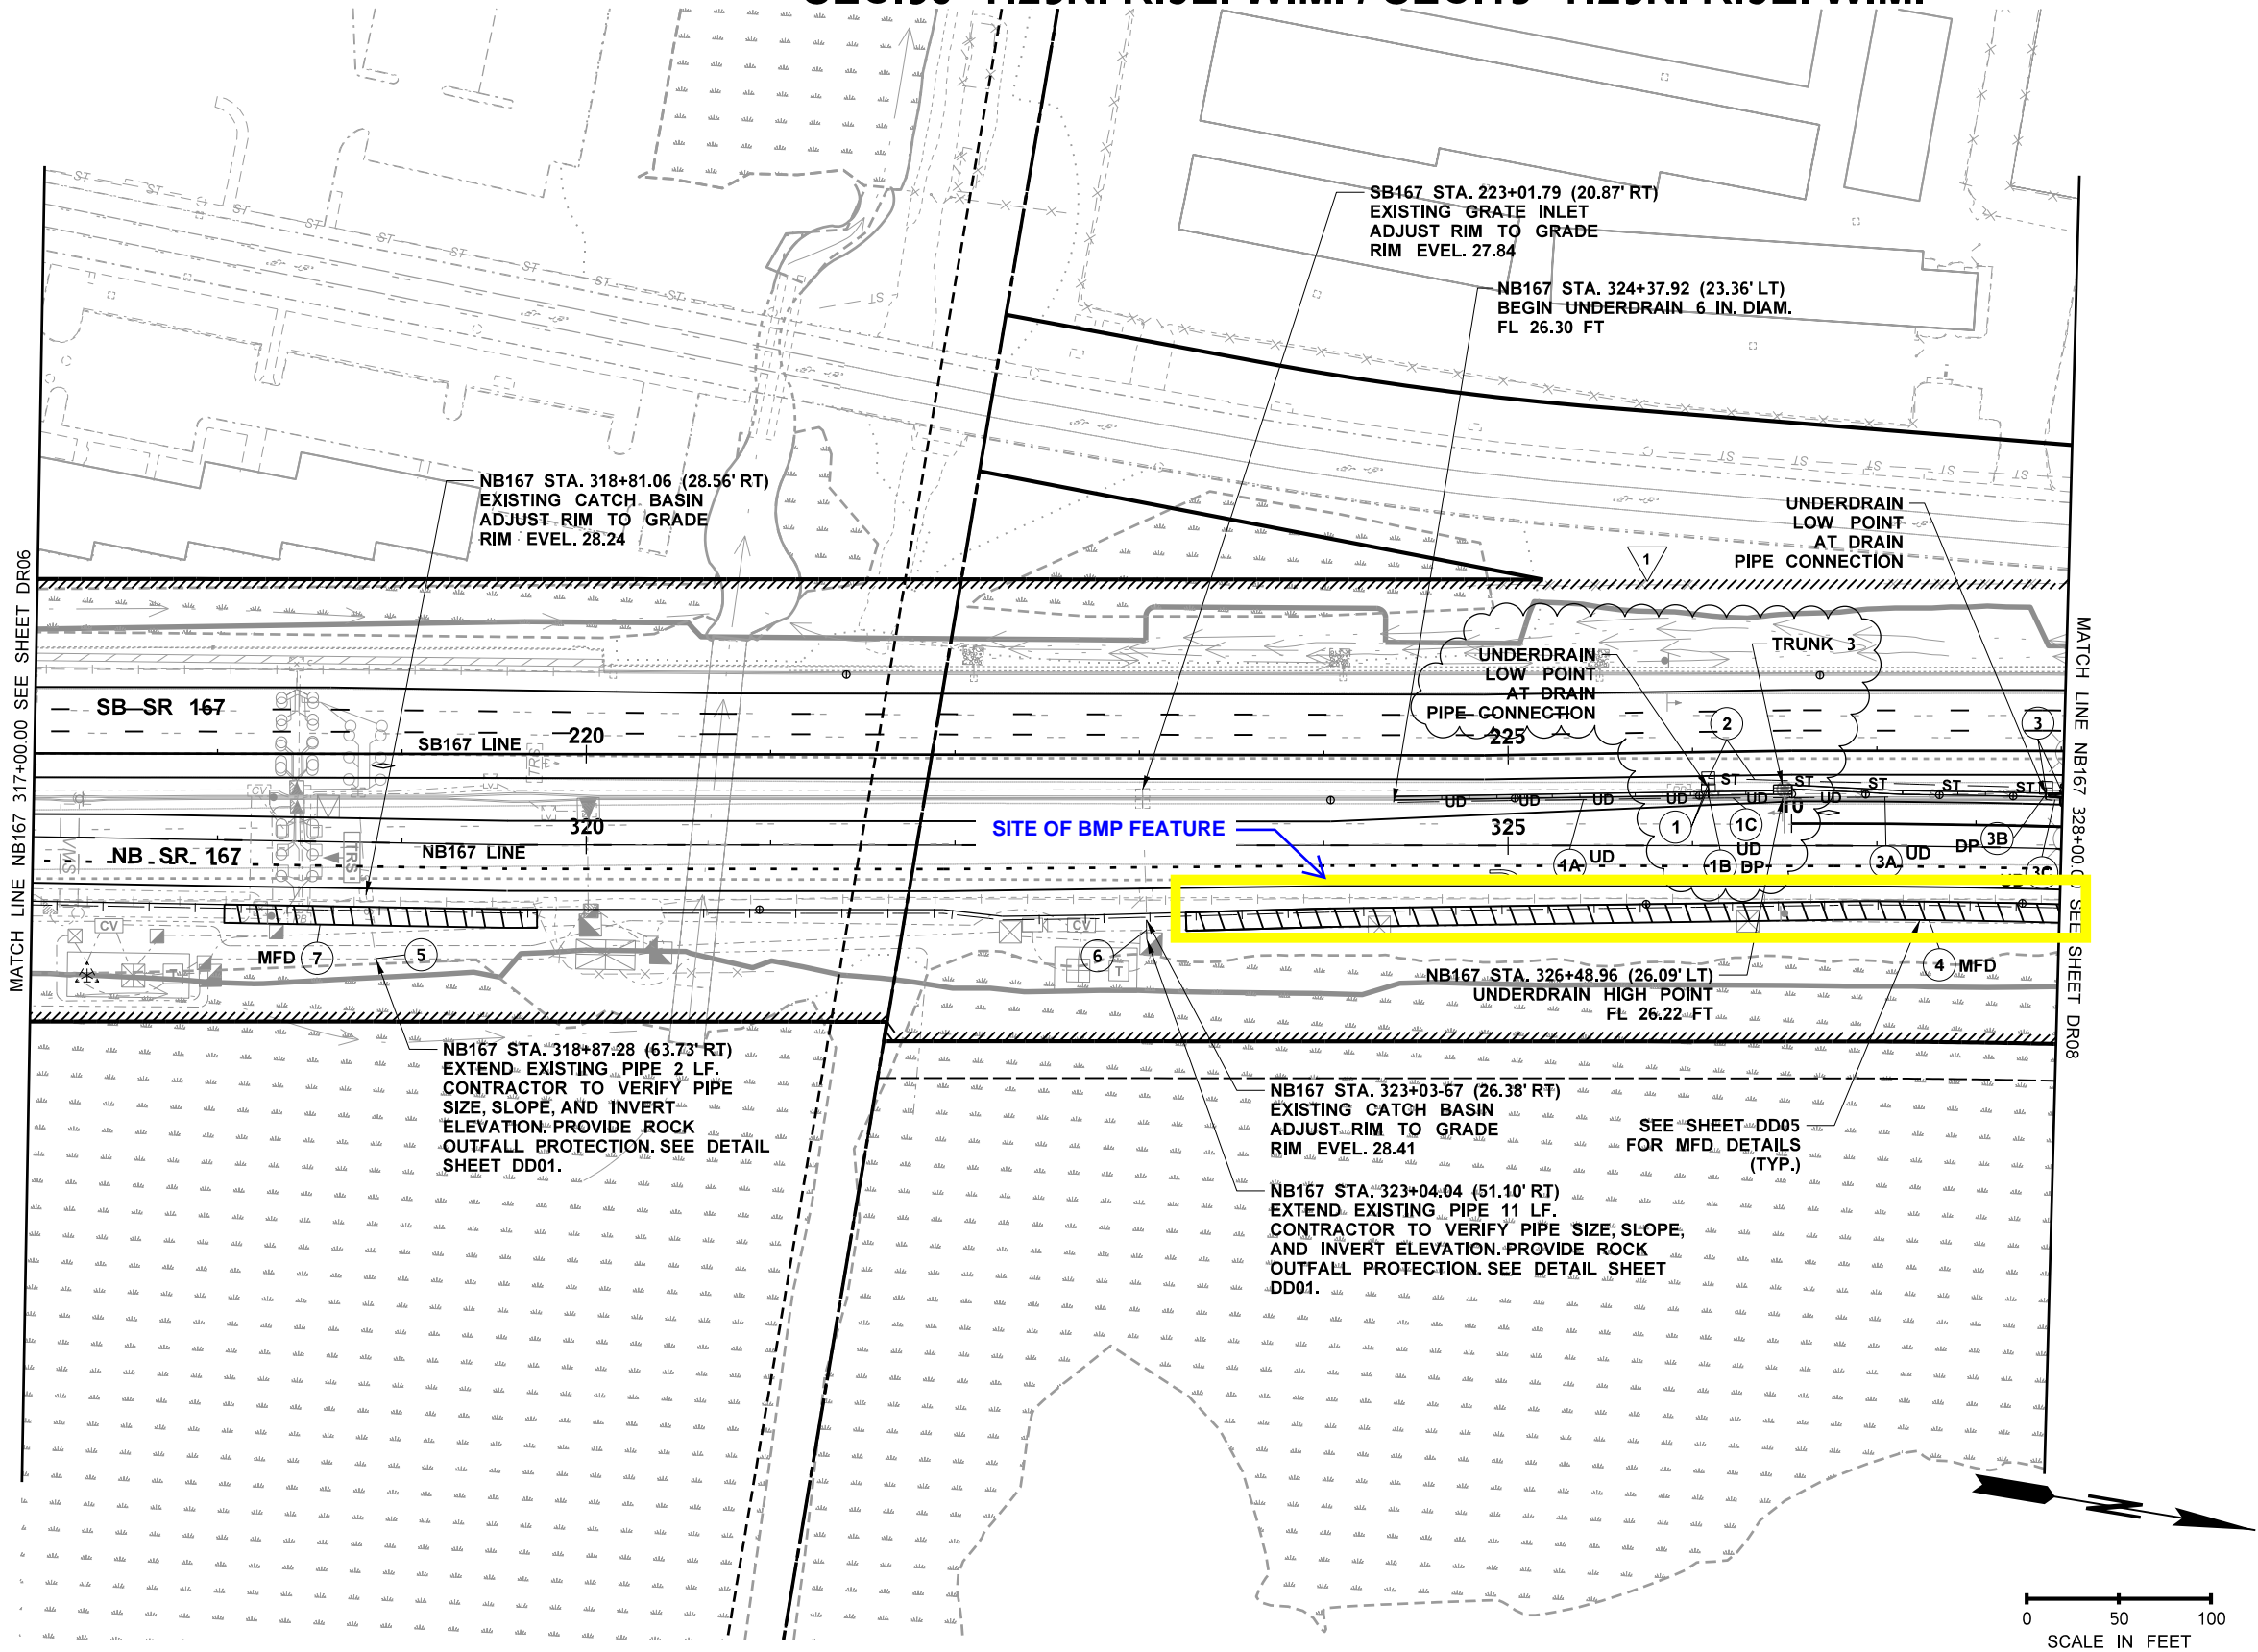 SB167 STA. 223+01.79 (20.87' RT)
EXISTING GRATE INLET
ADJUST RIM TO GRADE
RIM EVEL. 27.84
NB167 STA. 324+37.92 (23.36' LT)
BEGIN UNDERDRAIN 6 IN. DIAM.
FL 26.30 FT
NB167 STA. 318+81.06 (28.56' RT)
EXISTING CATCH BASIN
ADJUST RIM TO GRADE
RIM EVEL. 28.24
UNDERDRAIN
LOW POINT
AT DRAIN
PIPE CONNECTION
1
MATCH LINE NB167 317+00.00 SEE SHEET DR06
UNDERDRAIN
LOW POINT
AT DRAIN
PIPE CONNECTION
TRUNK 3
SB SR 167
SB167 LINE
220
225
2
3
ST ST ST ST ST
UD UD UD UD UD UD
320
325
SITE OF BMP FEATURE
1
1C
NB SR 167
NB167 LINE
TRS
1A UD
1B
UD
DP
3A UD
DP 3B
3C
MFD 7
5
6
CV
CV
T
4 MFD
NB167 STA. 326+48.96 (26.09' LT)
UNDERDRAIN HIGH POINT
FL 26.22 FT
NB167 STA. 318+87.28 (63.73' RT)
EXTEND EXISTING PIPE 2 LF.
CONTRACTOR TO VERIFY PIPE
SIZE, SLOPE, AND INVERT
ELEVATION. PROVIDE ROCK
OUTFALL PROTECTION. SEE DETAIL
SHEET DD01.
NB167 STA. 323+03-67 (26.38' RT)
EXISTING CATCH BASIN
ADJUST RIM TO GRADE
RIM EVEL. 28.41
SEE SHEET DD05
FOR MFD DETAILS
(TYP.)
NB167 STA. 323+04.04 (51.10' RT)
EXTEND EXISTING PIPE 11 LF.
CONTRACTOR TO VERIFY PIPE SIZE, SLOPE,
AND INVERT ELEVATION. PROVIDE ROCK
OUTFALL PROTECTION. SEE DETAIL SHEET
DD01.
MATCH LINE NB167 328+00.0 SEE SHEET DR08
N
0 50 100
SCALE IN FEET